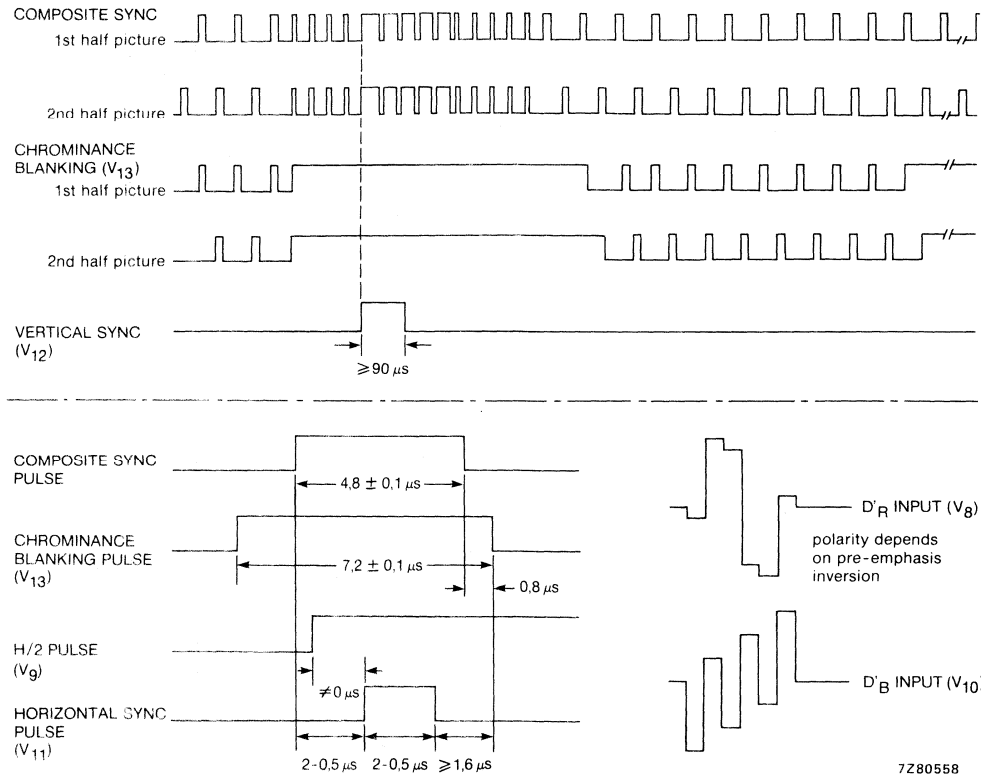 COMPOSITE SYNC
1st half picture
2nd half picture
CHROMINANCE
BLANKING (V13)
1st half picture
2nd half picture
VERTICAL SYNC
(V12)
⩾90 μs
COMPOSITE SYNC
PULSE
4,8 ± 0,1 μs
CHROMINANCE
BLANKING PULSE
(V13)
7,2 ± 0,1 μs
0,8 μs
H/2 PULSE
(V9)
≠0 μs
HORIZONTAL SYNC
PULSE
(V11)
2-0,5 μs
2-0,5 μs
⩾1,6 μs
D'R INPUT (V8)
polarity depends
on pre-emphasis
inversion
D'B INPUT (V10)
7Z80558